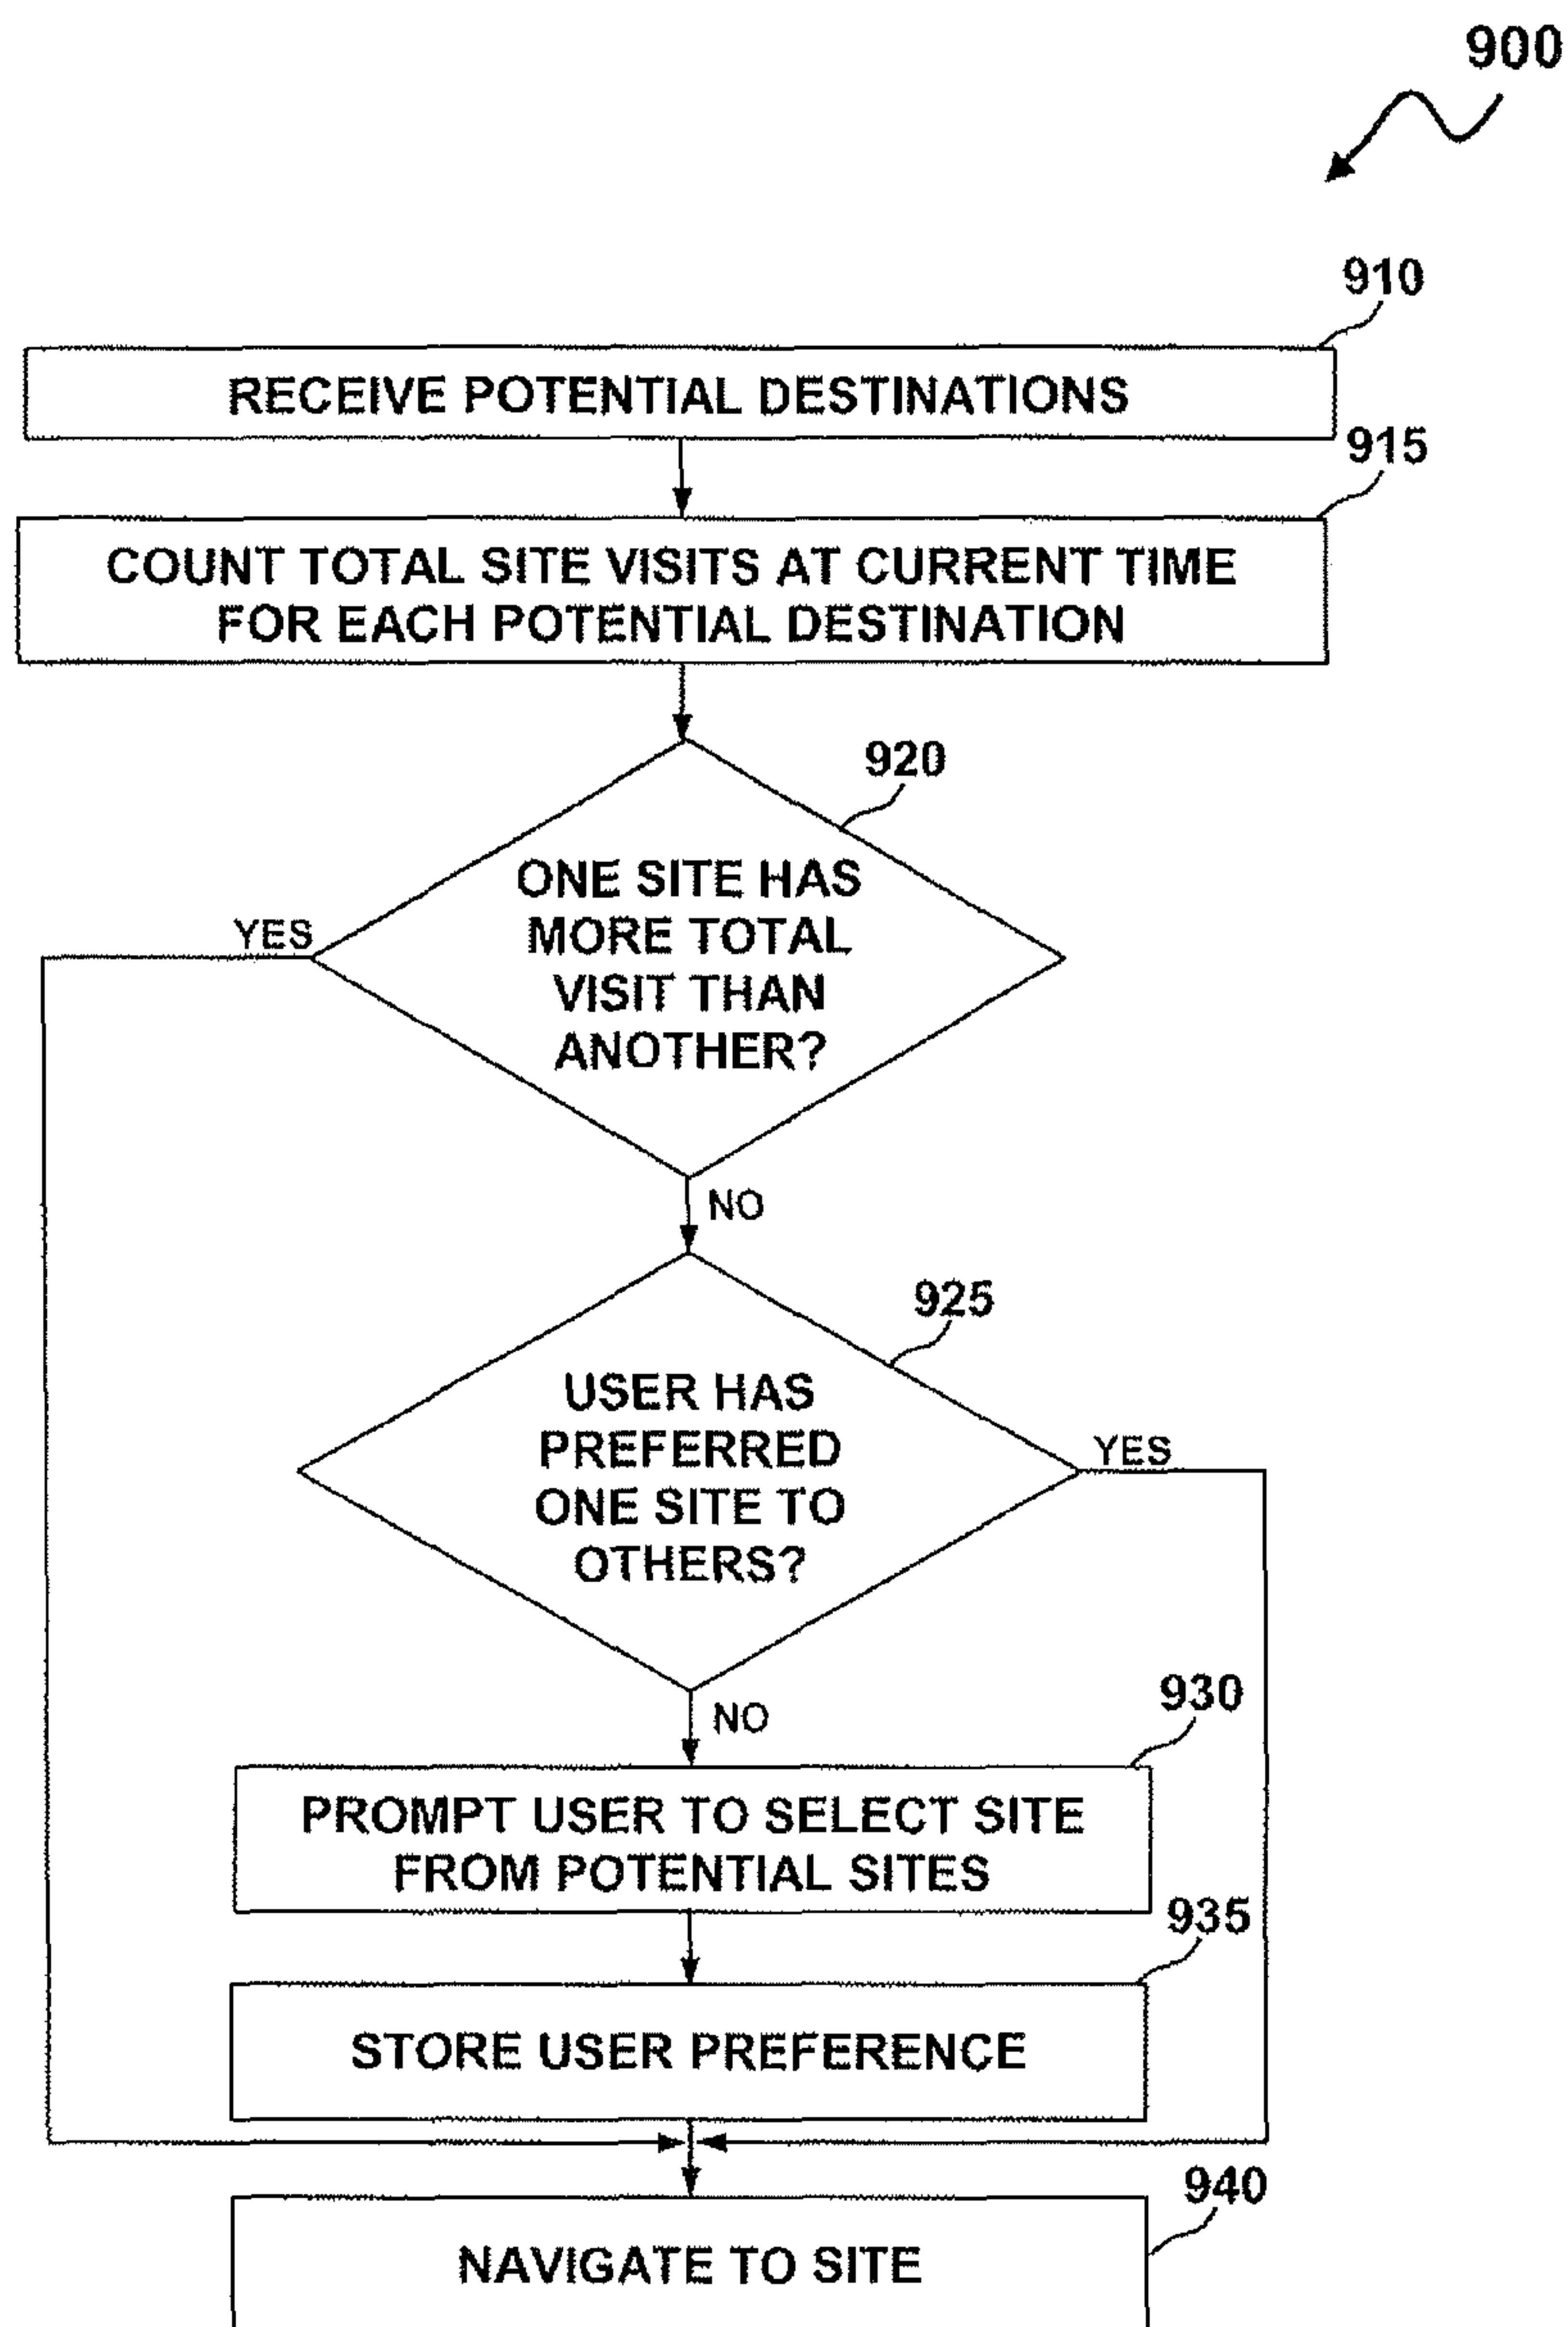 900
910
RECEIVE POTENTIAL DESTINATIONS
915
COUNT TOTAL SITE VISITS AT CURRENT TIME
FOR EACH POTENTIAL DESTINATION
920
ONE SITE HAS
MORE TOTAL
VISIT THAN
ANOTHER?
YES
NO
925
USER HAS
PREFERRED
ONE SITE TO
OTHERS?
YES
NO
930
PROMPT USER TO SELECT SITE
FROM POTENTIAL SITES
935
STORE USER PREFERENCE
940
NAVIGATE TO SITE